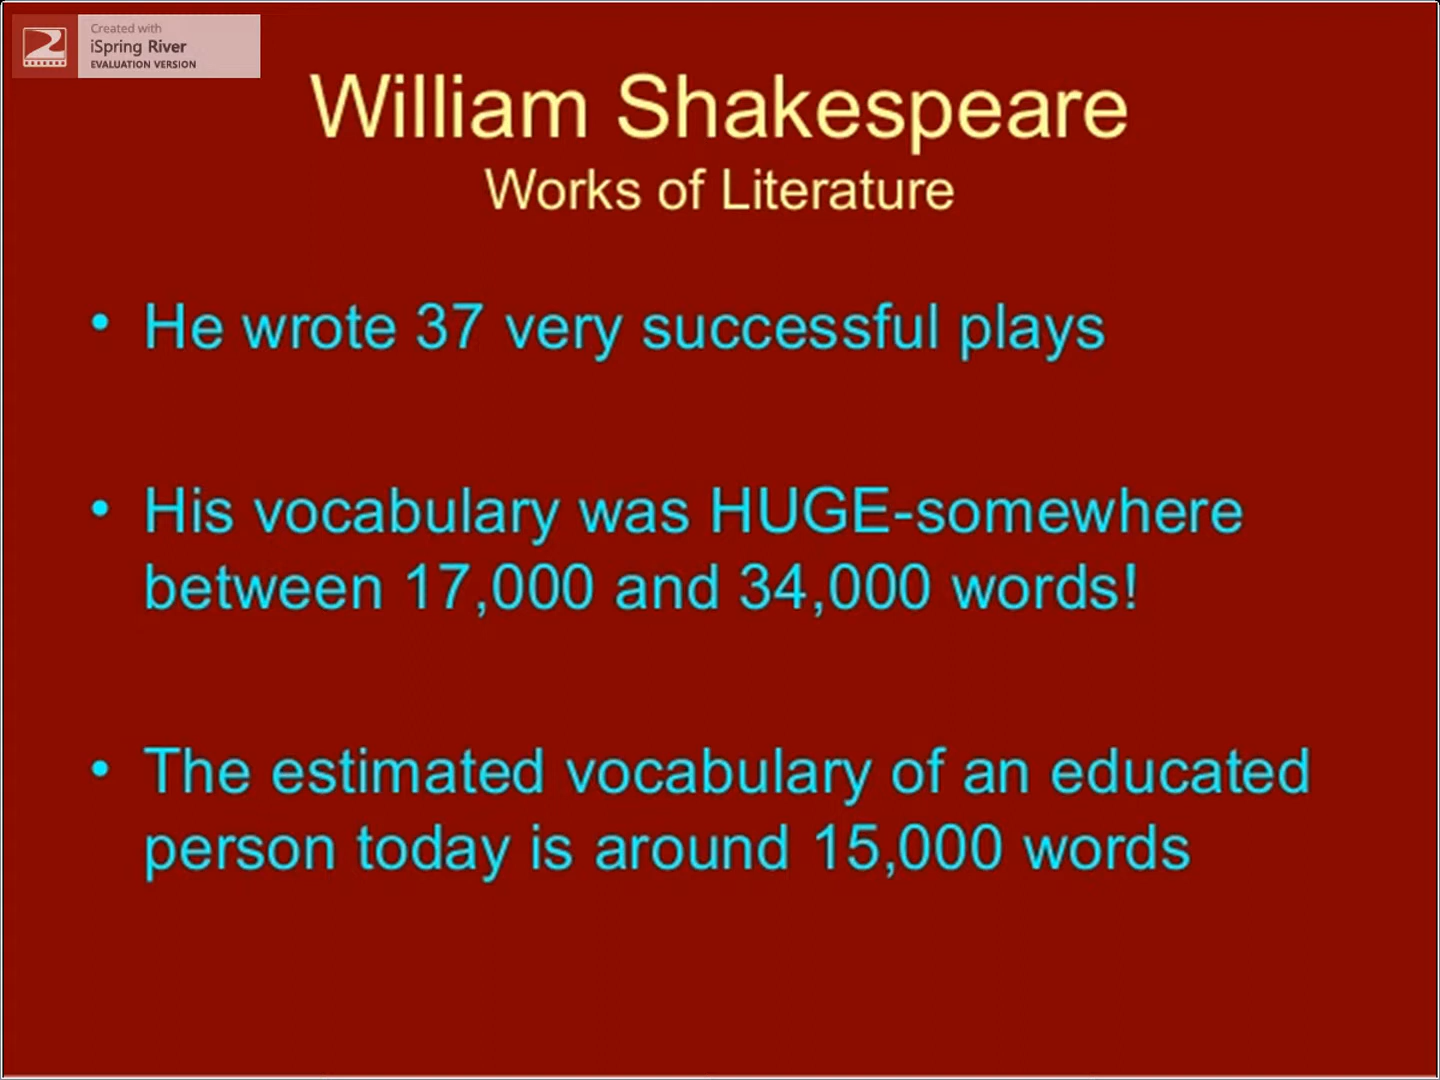 Created with
iSpring River
EVALUATION VERSION
William Shakespeare
Works of Literature
• He wrote 37 very successful plays
• His vocabulary was HUGE-somewhere
between 17,000 and 34,000 words!
• The estimated vocabulary of an educated
person today is around 15,000 words